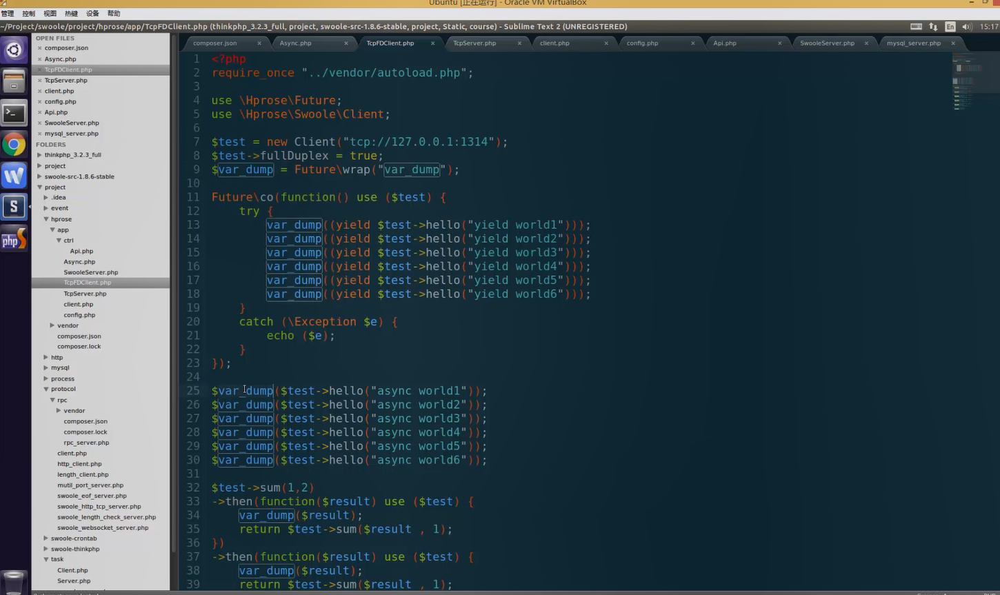 Ubuntu [正在运行] - Oracle VM VirtualBox
管理 控制 视图 热键 设备 帮助
~/Project/swoole/project/hprose/app/TcpFDClient.php (thinkphp_3.2.3_full, project, swoole-src-1.8.6-stable, project, Static, course) - Sublime Text 2 (UNREGISTERED)
En 15:17
OPEN FILES
× composer.json
× Async.php
× TcpFDClient.php
× TcpServer.php
× client.php
× config.php
× Api.php
× SwooleServer.php
× mysql_server.php
FOLDERS
thinkphp_3.2.3_full
project
swoole-src-1.8.6-stable
project
.idea
event
hprose
app
ctrl
Api.php
Async.php
SwooleServer.php
TcpFDClient.php
TcpServer.php
client.php
config.php
vendor
composer.json
composer.lock
http
mysql
process
protocol
rpc
vendor
composer.json
composer.lock
rpc_server.php
client.php
http_client.php
length_client.php
mutil_port_server.php
swoole_eof_server.php
swoole_http_tcp_server.php
swoole_length_check_server.php
swoole_websocket_server.php
swoole-crontab
swoole-thinkphp
task
Client.php
Server.php
composer.json × Async.php × TcpFDClient.php × TcpServer.php × client.php × config.php × Api.php × SwooleServer.php × mysql_server.php ×
1 <?php
2 require_once "../vendor/autoload.php";
3
4 use \Hprose\Future;
5 use \Hprose\Swoole\Client;
6
7 $test = new Client("tcp://127.0.0.1:1314");
8 $test->fullDuplex = true;
9 $var_dump = Future\wrap("var_dump");
10
11 Future\co(function() use ($test) {
12 try {
13 var_dump((yield $test->hello("yield world1")));
14 var_dump((yield $test->hello("yield world2")));
15 var_dump((yield $test->hello("yield world3")));
16 var_dump((yield $test->hello("yield world4")));
17 var_dump((yield $test->hello("yield world5")));
18 var_dump((yield $test->hello("yield world6")));
19 }
20 catch (\Exception $e) {
21 echo ($e);
22 }
23 });
24
25 $var_dump($test->hello("async world1"));
26 $var_dump($test->hello("async world2"));
27 $var_dump($test->hello("async world3"));
28 $var_dump($test->hello("async world4"));
29 $var_dump($test->hello("async world5"));
30 $var_dump($test->hello("async world6"));
31
32 $test->sum(1,2)
33 ->then(function($result) use ($test) {
34 var_dump($result);
35 return $test->sum($result , 1);
36 })
37 ->then(function($result) use ($test) {
38 var_dump($result);
39 return $test->sum($result , 1);